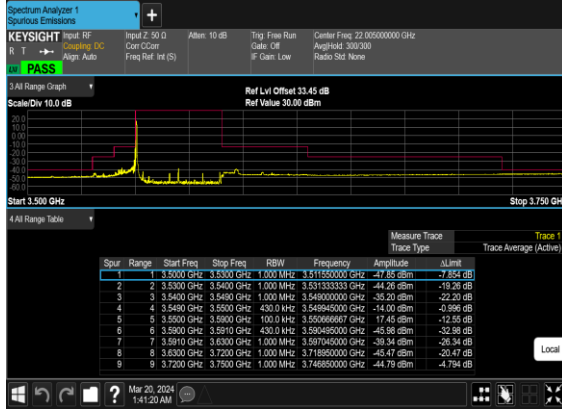 Spectrum Analyzer 1
Spurious Emissions
KEYSIGHT Input: RF Input Z: 50 Ω Atten: 10 dB Trig: Free Run Center Freq: 22.005000000 GHz
R T Coupling: DC Corr CCorr Gate: Off Avg|Hold: 300/300
Align: Auto Freq Ref: Int (S) IF Gain: Low Radio Std: None
PASS
3 All Range Graph
Ref Lvl Offset 33.45 dB
Scale/Div 10.0 dB Ref Value 30.00 dBm
20.0
10.0
0.00
-10.0
-20.0
-30.0
-40.0
-50.0
-60.0
Start 3.500 GHz Stop 3.750 GH
4 All Range Table
Measure Trace Trace 1
Trace Type Trace Average (Active)
Spur Range Start Freq Stop Freq RBW Frequency Amplitude ΔLimit
1 1 3.5000 GHz 3.5300 GHz 1.000 MHz 3.511550000 GHz -47.85 dBm -7.854 dB
2 2 3.5300 GHz 3.5400 GHz 1.000 MHz 3.531333333 GHz -44.26 dBm -19.26 dB
3 3 3.5400 GHz 3.5490 GHz 1.000 MHz 3.549000000 GHz -35.20 dBm -22.20 dB
4 4 3.5490 GHz 3.5500 GHz 430.0 kHz 3.549945000 GHz -14.00 dBm -0.996 dB
5 5 3.5500 GHz 3.5900 GHz 100.0 kHz 3.550666667 GHz 17.45 dBm -12.55 dB
6 6 3.5900 GHz 3.5910 GHz 430.0 kHz 3.590495000 GHz -45.98 dBm -32.98 dB
7 7 3.5910 GHz 3.6300 GHz 1.000 MHz 3.597045000 GHz -39.34 dBm -26.34 dB
8 8 3.6300 GHz 3.7200 GHz 1.000 MHz 3.718950000 GHz -45.47 dBm -20.47 dB
9 9 3.7200 GHz 3.7500 GHz 1.000 MHz 3.746850000 GHz -44.79 dBm -4.794 dB
Local
Mar 20, 2024
1:41:20 AM